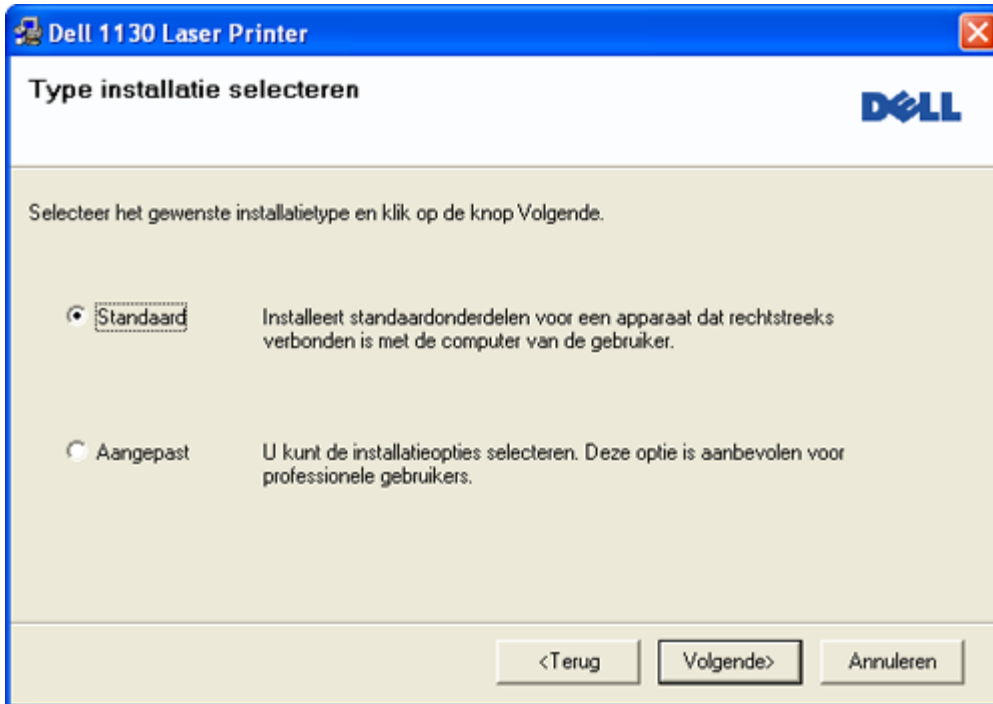 Dell 1130 Laser Printer
Type installatie selecteren
DELL
Selecteer het gewenste installatietype en klik op de knop Volgende.
Standaard
Installeert standaardonderdelen voor een apparaat dat rechtstreeks
verbonden is met de computer van de gebruiker.
Aangepast
U kunt de installatieopties selecteren. Deze optie is aanbevolen voor
professionele gebruikers.
<Terug
Volgende>
Annuleren